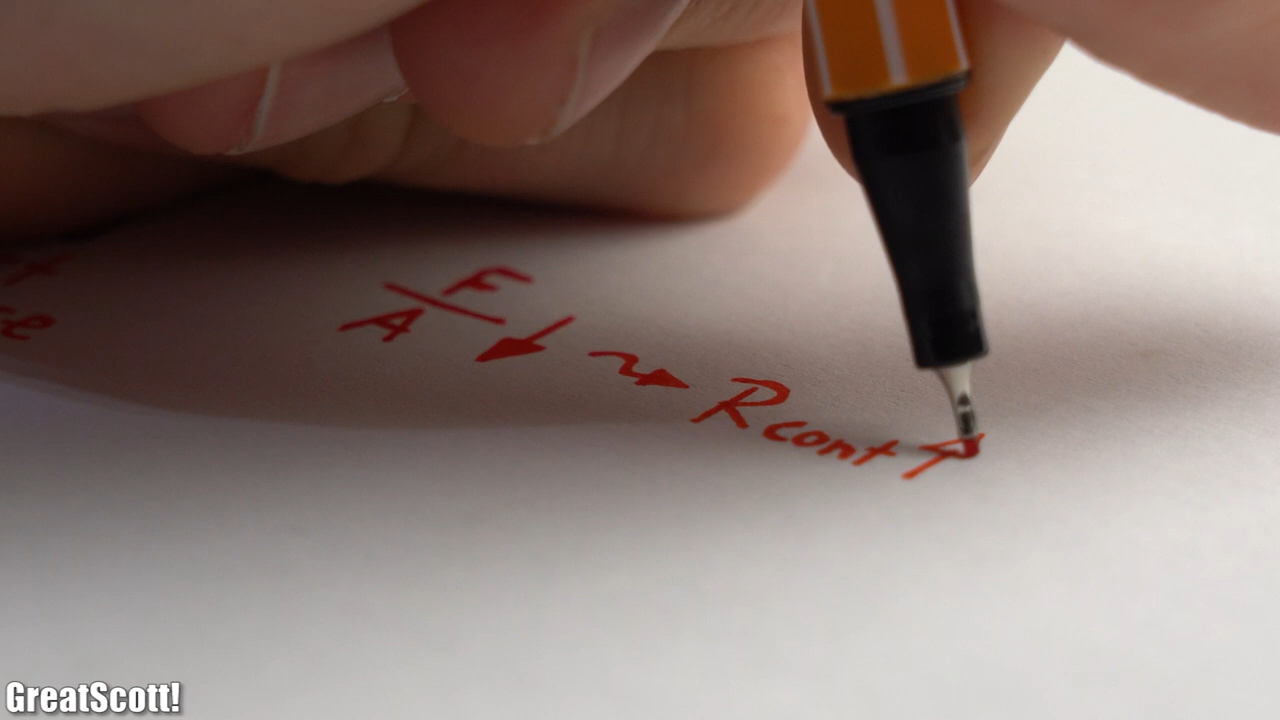 F
A ↓ ⇝ Rcont ↑
GreatScott!